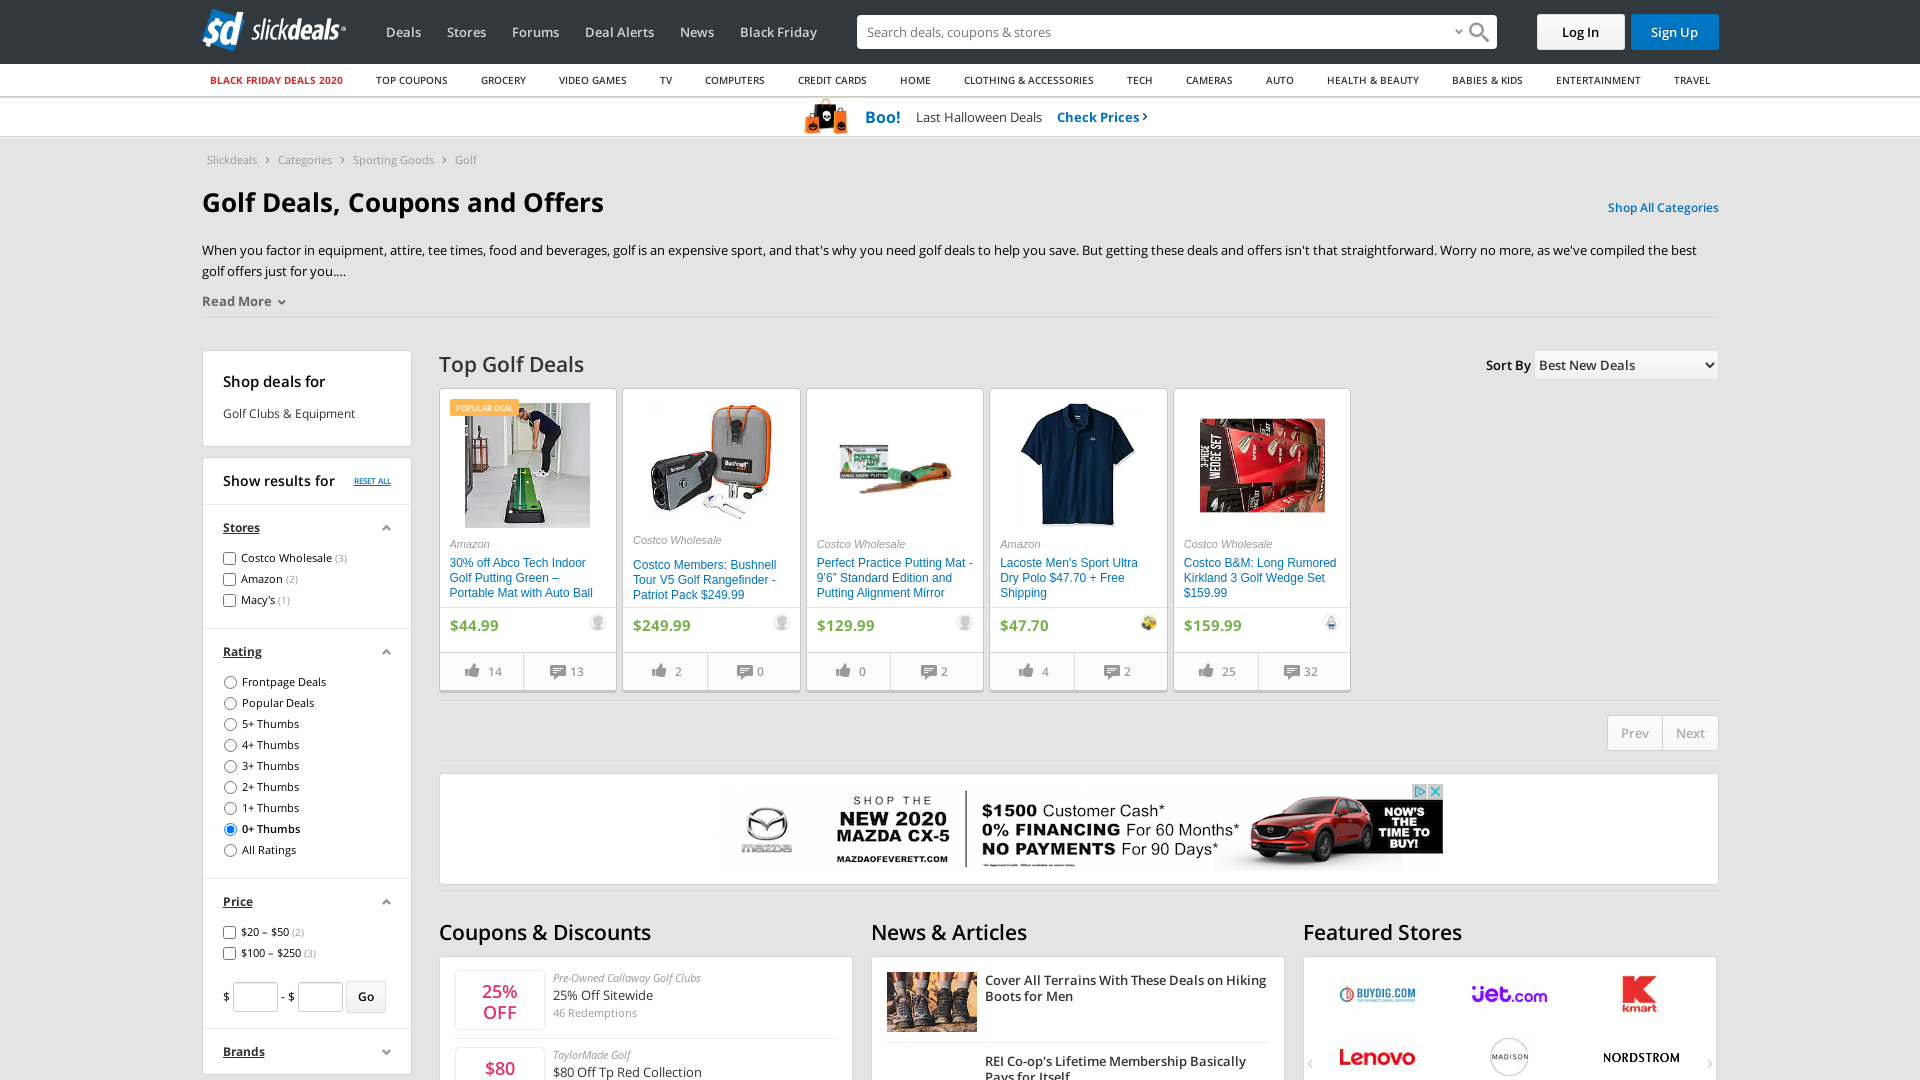 slickdeals
Deals
Stores
Forums
Deal Alerts
News
Black Friday
Search deals, coupons & stores
Log In
Sign Up
BLACK FRIDAY DEALS 2020
TOP COUPONS
GROCERY
VIDEO GAMES
TV
COMPUTERS
CREDIT CARDS
HOME
CLOTHING & ACCESSORIES
TECH
CAMERAS
AUTO
HEALTH & BEAUTY
BABIES & KIDS
ENTERTAINMENT
TRAVEL
Boo! Last Halloween Deals Check Prices
Slickdeals > Categories > Sporting Goods > Golf
Golf Deals, Coupons and Offers
Shop All Categories
When you factor in equipment, attire, tee times, food and beverages, golf is an expensive sport, and that's why you need golf deals to help you save. But getting these deals and offers isn't that straightforward. Worry no more, as we've compiled the best
golf offers just for you....
Read More
Shop deals for
Golf Clubs & Equipment
Show results for
RESET ALL
Stores
Costco Wholesale (3)
Amazon (2)
Macy's (1)
Rating
Frontpage Deals
Popular Deals
5+ Thumbs
4+ Thumbs
3+ Thumbs
2+ Thumbs
1+ Thumbs
0+ Thumbs
All Ratings
Price
$20 – $50 (2)
$100 – $250 (3)
$ - $ Go
Brands
Top Golf Deals
Sort By Best New Deals
POPULAR DEAL
Amazon
30% off Abco Tech Indoor
Golf Putting Green –
Portable Mat with Auto Ball
$44.99
14
13
Bushnell
Costco Wholesale
Costco Members: Bushnell
Tour V5 Golf Rangefinder -
Patriot Pack $249.99
$249.99
2
0
PERFECT
PUTTING MAT
MAKE MORE PUTTS
Costco Wholesale
Perfect Practice Putting Mat -
9'6” Standard Edition and
Putting Alignment Mirror
$129.99
0
2
Amazon
Lacoste Men's Sport Ultra
Dry Polo $47.70 + Free
Shipping
$47.70
4
2
3-PIECE
WEDGE SET
Costco Wholesale
Costco B&M: Long Rumored
Kirkland 3 Golf Wedge Set
$159.99
$159.99
25
32
Prev
Next
mazda
SHOP THE
NEW 2020
MAZDA CX-5
MAZDAOFEVERETT.COM
$1500 Customer Cash*
0% FINANCING For 60 Months*
NO PAYMENTS For 90 Days*
NOW'S
THE
TIME TO
BUY!
Coupons & Discounts
25%
OFF
Pre-Owned Callaway Golf Clubs
25% Off Sitewide
46 Redemptions
$80
TaylorMade Golf
$80 Off Tp Red Collection
News & Articles
Cover All Terrains With These Deals on Hiking
Boots for Men
REI Co-op's Lifetime Membership Basically
Pays for Itself
Featured Stores
BUYDIG.COM
Jet.com
K
kmart
Lenovo
MADISON
NORDSTROM